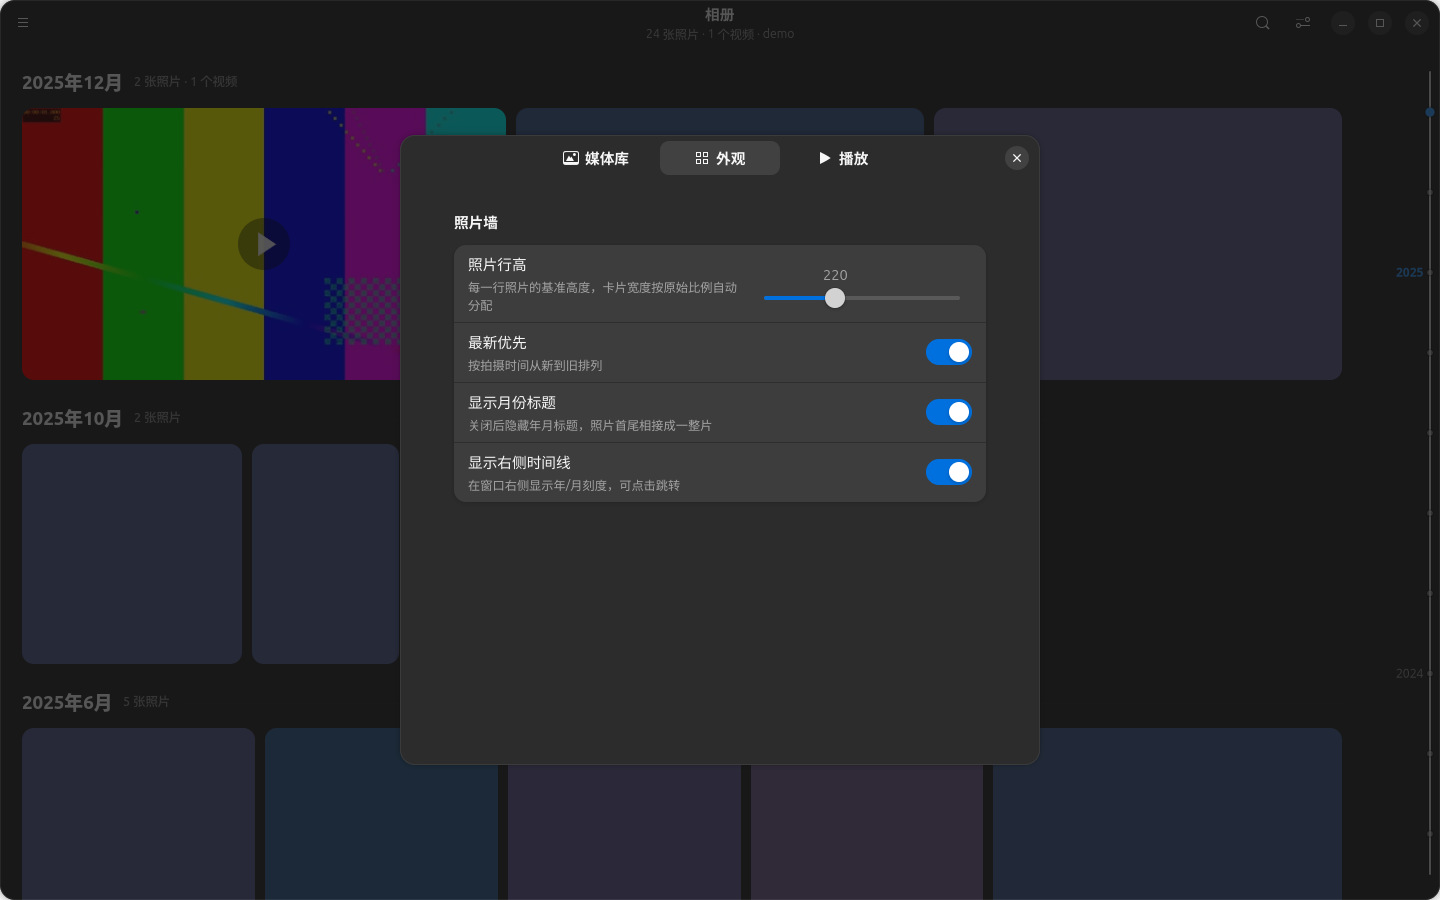 相册
24 张照片 · 1 个视频 · demo
2025年12月 2 张照片 · 1 个视频
媒体库 外观 播放
照片墙
照片行高
每一行照片的基准高度，卡片宽度按原始比例自动
分配
220
最新优先
按拍摄时间从新到旧排列
显示月份标题
关闭后隐藏年月标题，照片首尾相接成一整片
显示右侧时间线
在窗口右侧显示年/月刻度，可点击跳转
2025年10月 2 张照片
2025年6月 5 张照片
2025
2024